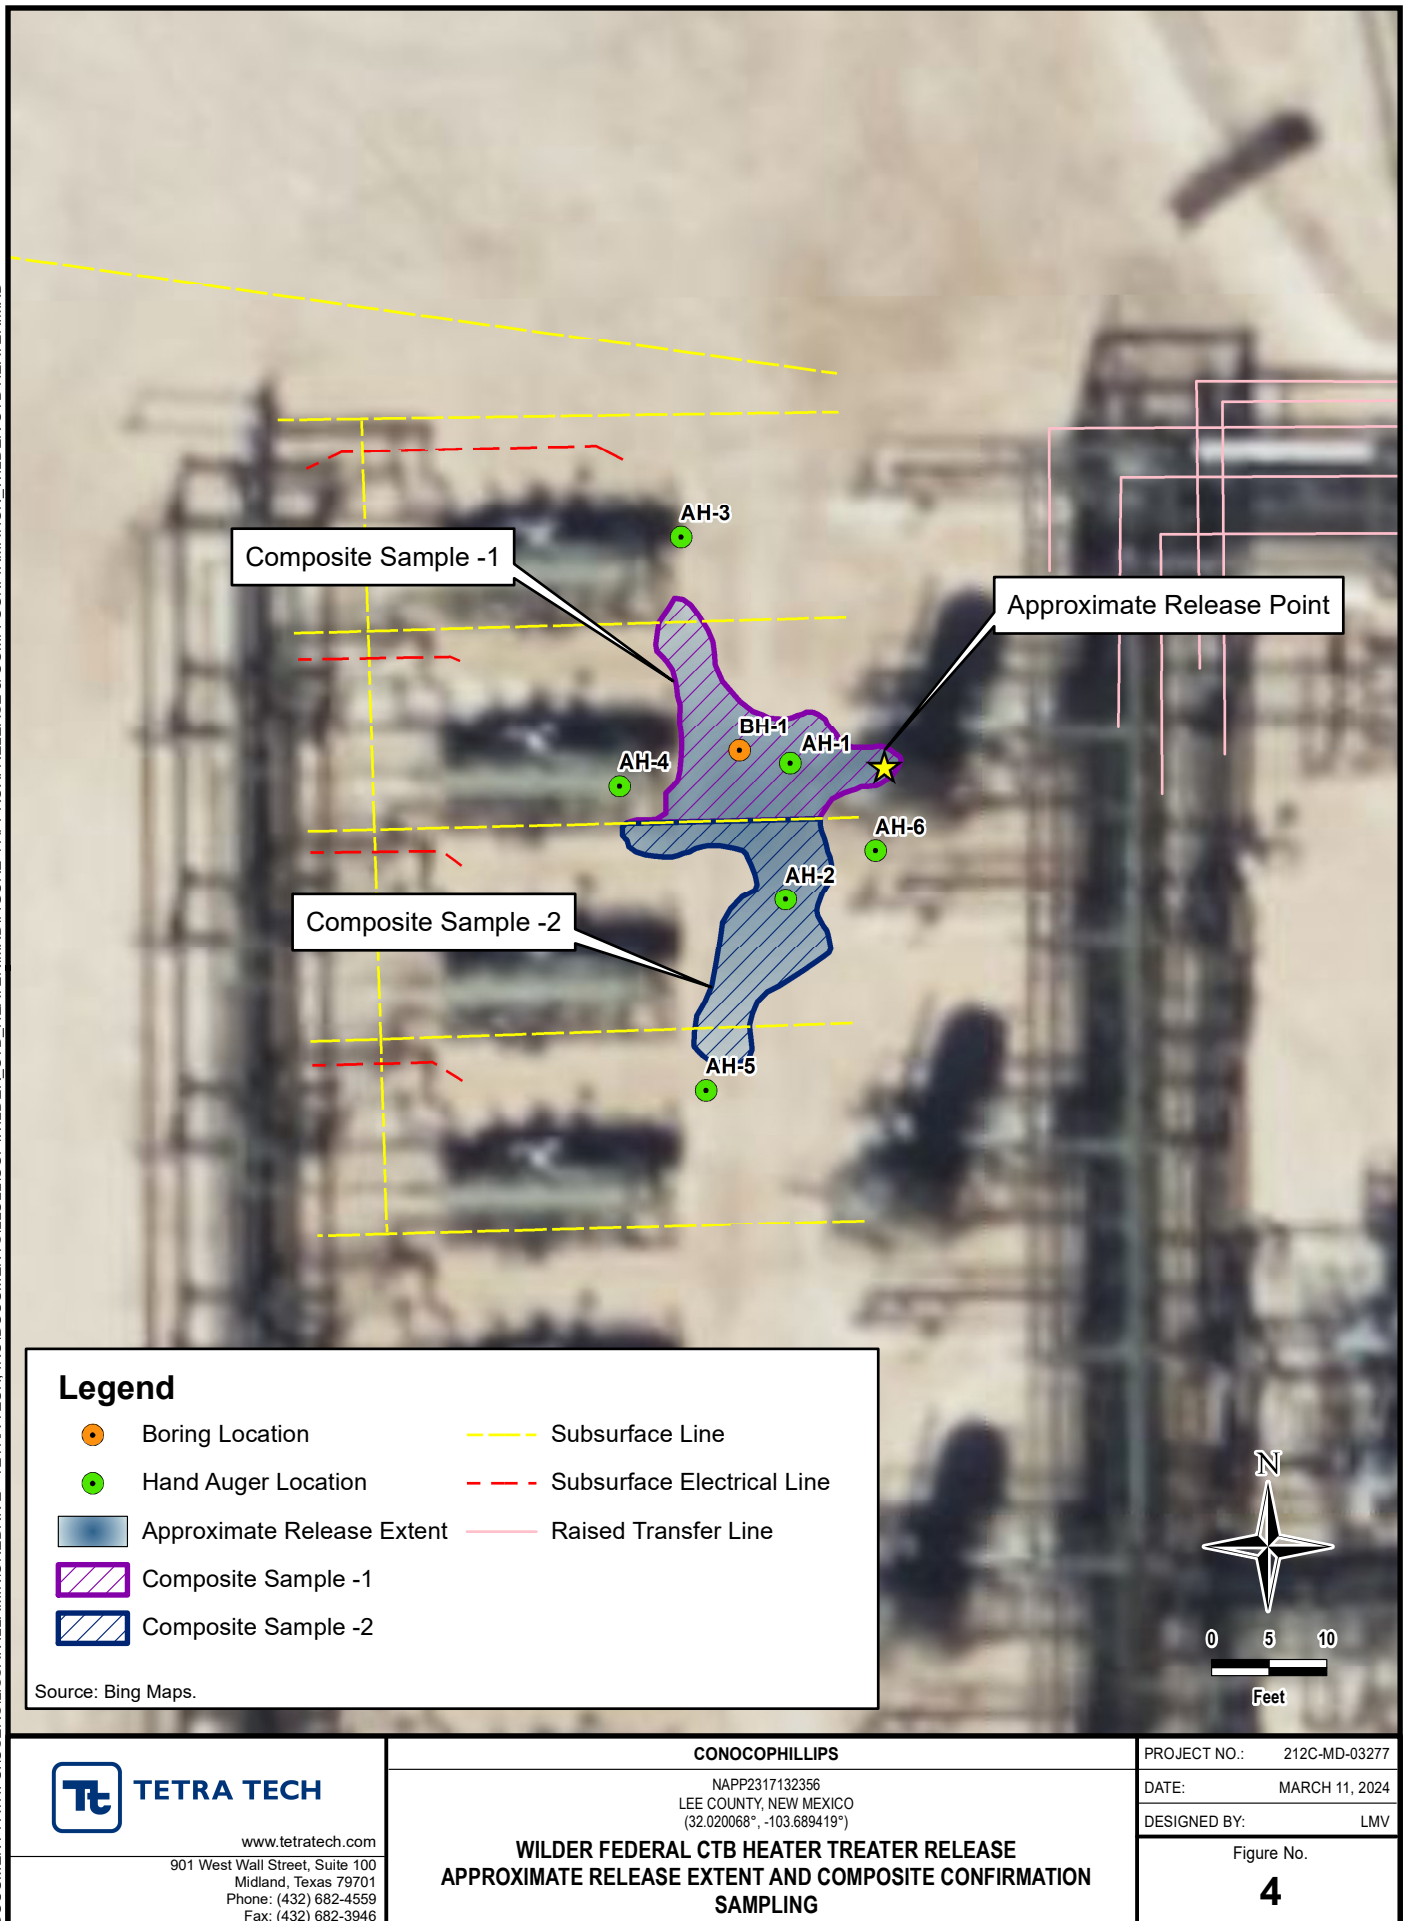 AH-3
Composite Sample -1
Approximate Release Point
BH-1
AH-1
AH-4
AH-6
AH-2
Composite Sample -2
AH-5
Legend
Boring Location
Hand Auger Location
Approximate Release Extent
Composite Sample -1
Composite Sample -2
Subsurface Line
Subsurface Electrical Line
Raised Transfer Line
Source: Bing Maps.
N
0 5 10
Feet
TETRA TECH
www.tetratech.com
901 West Wall Street, Suite 100
Midland, Texas 79701
Phone: (432) 682-4559
Fax: (432) 682-3946
CONOCOPHILLIPS
NAPP2317132356
LEE COUNTY, NEW MEXICO
(32.020068°, -103.689419°)
WILDER FEDERAL CTB HEATER TREATER RELEASE
APPROXIMATE RELEASE EXTENT AND COMPOSITE CONFIRMATION
SAMPLING
PROJECT NO.: 212C-MD-03277
DATE: MARCH 11, 2024
DESIGNED BY: LMV
Figure No.
4